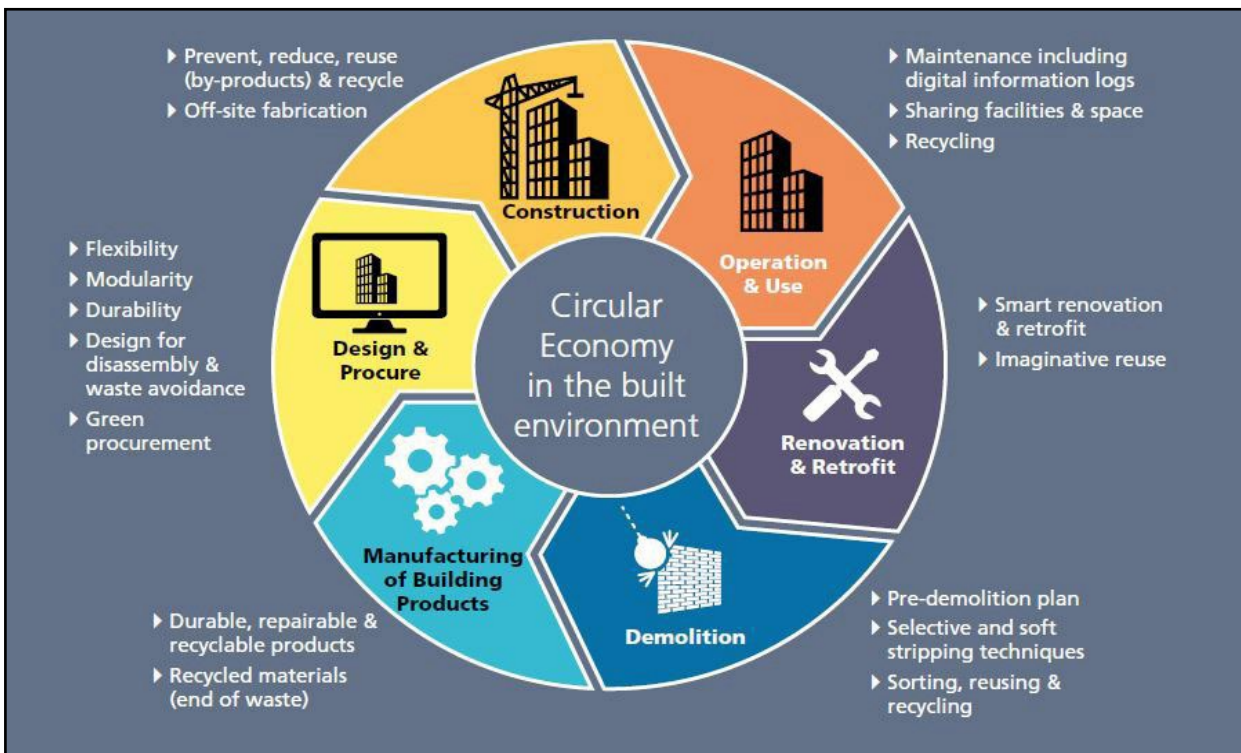 Prevent, reduce, reuse
(by-products) & recycle
Off-site fabrication
Maintenance including
digital information logs
Sharing facilities & space
Recycling
Construction
Operation
& Use
Flexibility
Modularity
Durability
Design for
disassembly &
waste avoidance
Green
procurement
Design &
Procure
Circular
Economy
in the built
environment
Smart renovation
& retrofit
Imaginative reuse
Renovation
& Retrofit
Manufacturing
of Building
Products
Demolition
Durable, repairable &
recyclable products
Recycled materials
(end of waste)
Pre-demolition plan
Selective and soft
stripping techniques
Sorting, reusing &
recycling